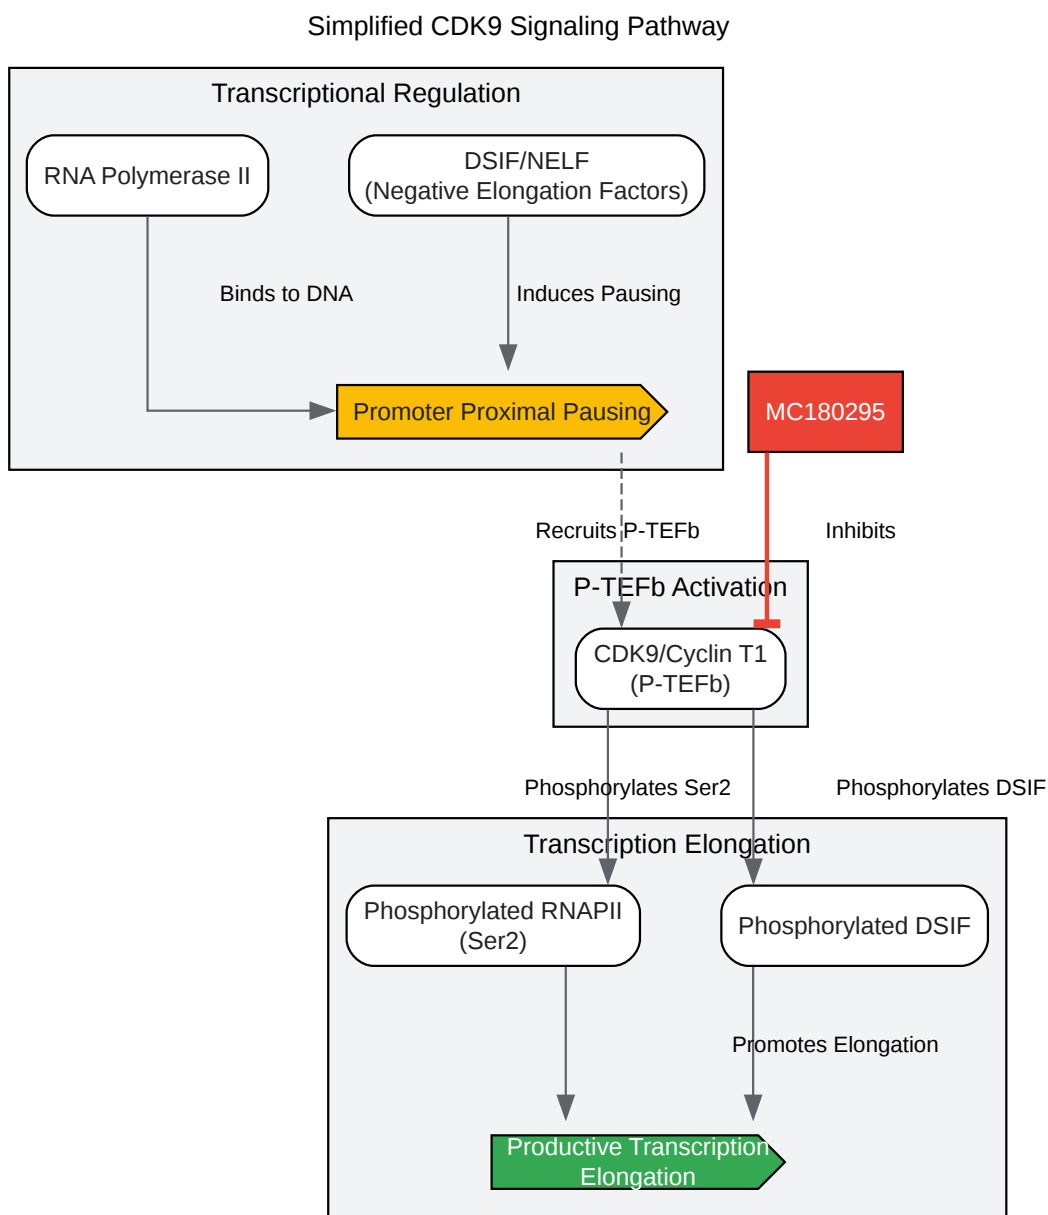 Simplified CDK9 Signaling Pathway
Transcriptional Regulation
RNA Polymerase II
DSIF/NELF
(Negative Elongation Factors)
Binds to DNA
Induces Pausing
Promoter Proximal Pausing
MC180295
Recruits P-TEFb
Inhibits
P-TEFb Activation
CDK9/Cyclin T1
(P-TEFb)
Phosphorylates Ser2
Phosphorylates DSIF
Transcription Elongation
Phosphorylated RNAPII
(Ser2)
Phosphorylated DSIF
Promotes Elongation
Productive Transcription
Elongation